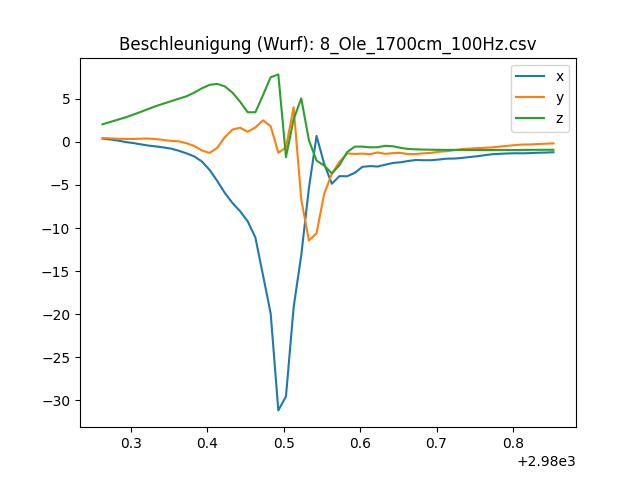 Beschleunigung (Wurf): 8_Ole_1700cm_100Hz.csv
x
y
z
5
0
−5
−10
−15
−20
−25
−30
0.3 0.4 0.5 0.6 0.7 0.8
+2.98e3